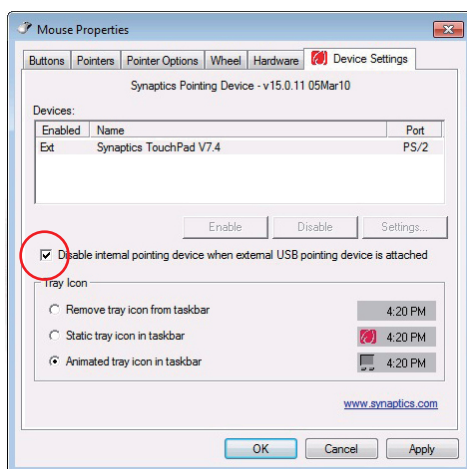 Mouse Properties
Buttons Pointers Pointer Options Wheel Hardware Device Settings
Synaptics Pointing Device - v15.0.11 05Mar10
Devices:
Enabled Name Port
Ext Synaptics TouchPad V7.4 PS/2
Enable Disable Settings...
Disable internal pointing device when external USB pointing device is attached
Tray Icon
Remove tray icon from taskbar 4:20 PM
Static tray icon in taskbar 4:20 PM
Animated tray icon in taskbar 4:20 PM
www.synaptics.com
OK Cancel Apply